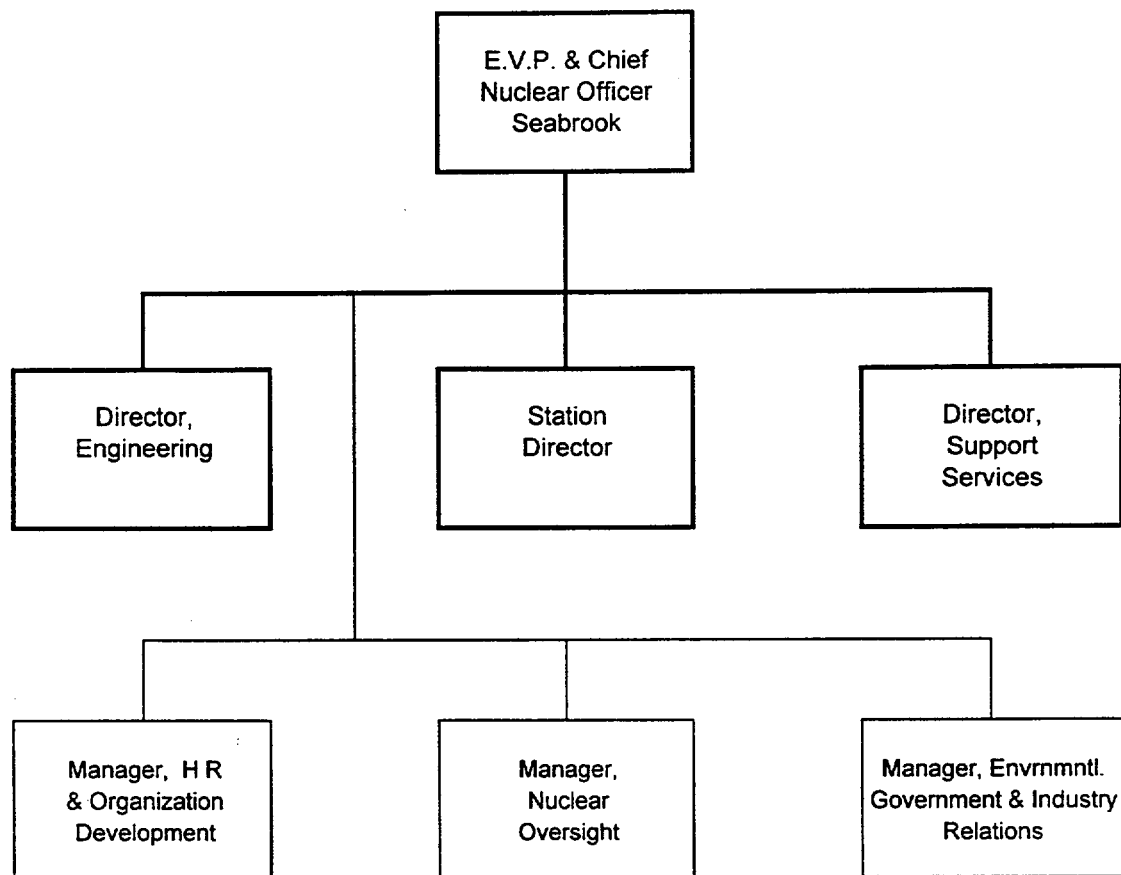 E.V.P. & Chief
Nuclear Officer
Seabrook
Director,
Engineering
Station
Director
Director,
Support
Services
Manager, H R
& Organization
Development
Manager,
Nuclear
Oversight
Manager, Envrnmntl.
Government & Industry
Relations